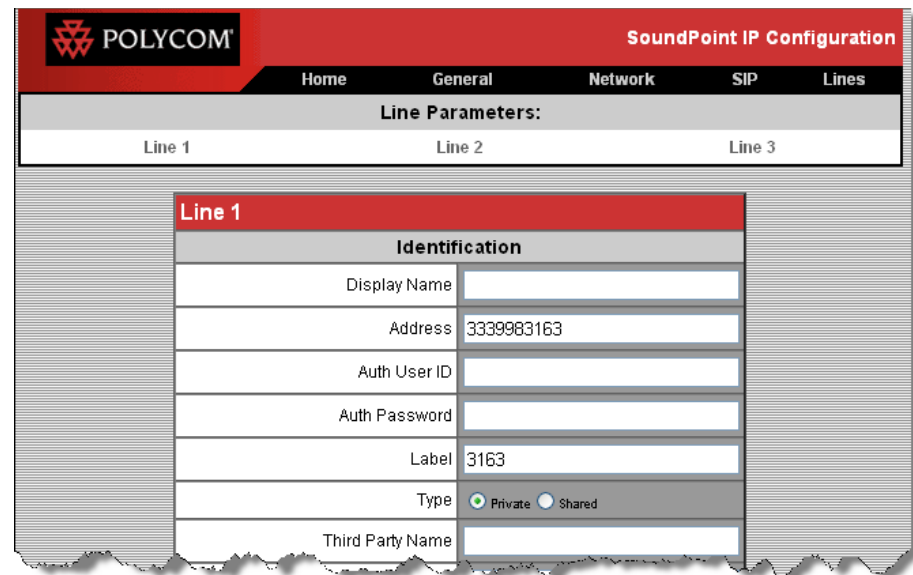 POLYCOM
SoundPoint IP Configuration
Home General Network SIP Lines
Line Parameters:
Line 1 Line 2 Line 3
Line 1
Identification
Display Name
Address 3339983163
Auth User ID
Auth Password
Label 3163
Type Private Shared
Third Party Name